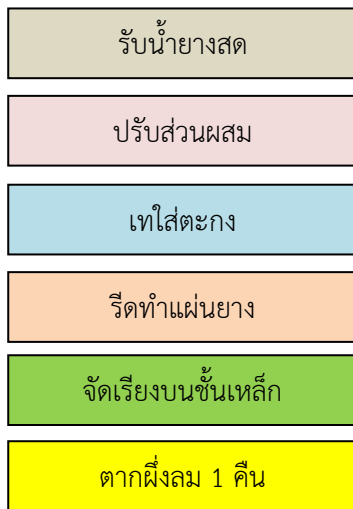 รับน้ำยางสด
ปรับส่วนผสม
เทใส่ตะกง
รีดทำแผ่นยาง
จัดเรียงบนชั้นเหล็ก
ตากผึ่งลม 1 คืน